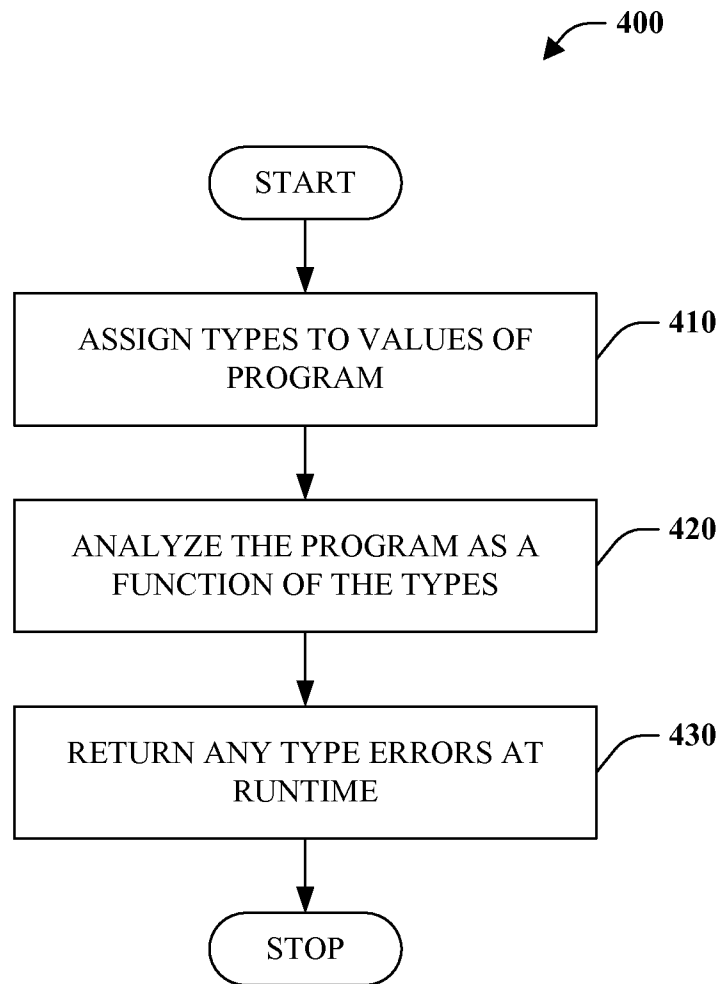 400
START
ASSIGN TYPES TO VALUES OF
PROGRAM
410
ANALYZE THE PROGRAM AS A
FUNCTION OF THE TYPES
420
RETURN ANY TYPE ERRORS AT
RUNTIME
430
STOP